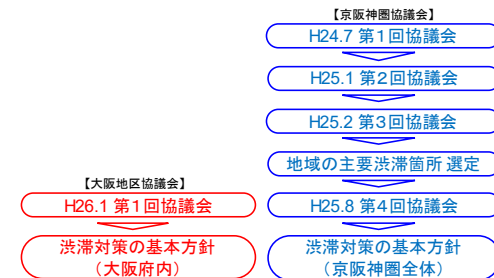 【京阪神圏協議会】
H24.7 第1回協議会
H25.1 第2回協議会
H25.2 第3回協議会
地域の主要渋滞箇所 選定
【大阪地区協議会】
H26.1 第1回協議会
H25.8 第4回協議会
渋滞対策の基本方針
（大阪府内）
渋滞対策の基本方針
（京阪神圏全体）